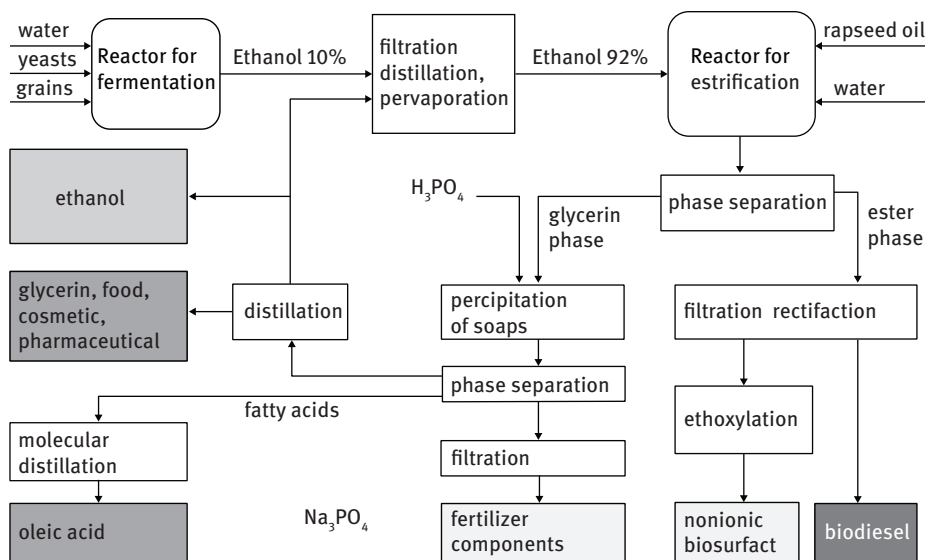 water
yeasts
grains
Reactor for
fermentation
Ethanol 10%
filtration
distillation,
pervaporation
Ethanol 92%
Reactor for
estrification
rapseed oil
water
ethanol
H₃PO₄
glycerin
phase
phase separation
ester
phase
glycerin, food,
cosmetic,
pharmaceutical
distillation
percipitation
of soaps
filtration rectifaction
phase separation
fatty acids
molecular
distillation
filtration
ethoxylation
oleic acid
Na₃PO₄
fertilizer
components
nonionic
biosurfact
biodiesel